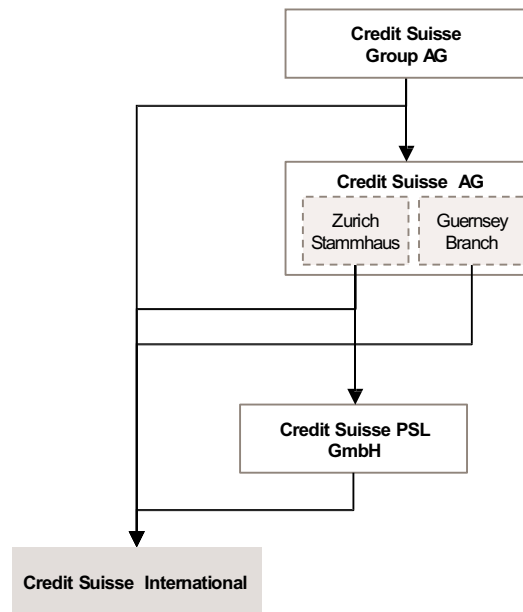 Credit Suisse
Group AG
Credit Suisse AG
Zurich
Stammhaus
Guernsey
Branch
Credit Suisse PSL
GmbH
Credit Suisse International